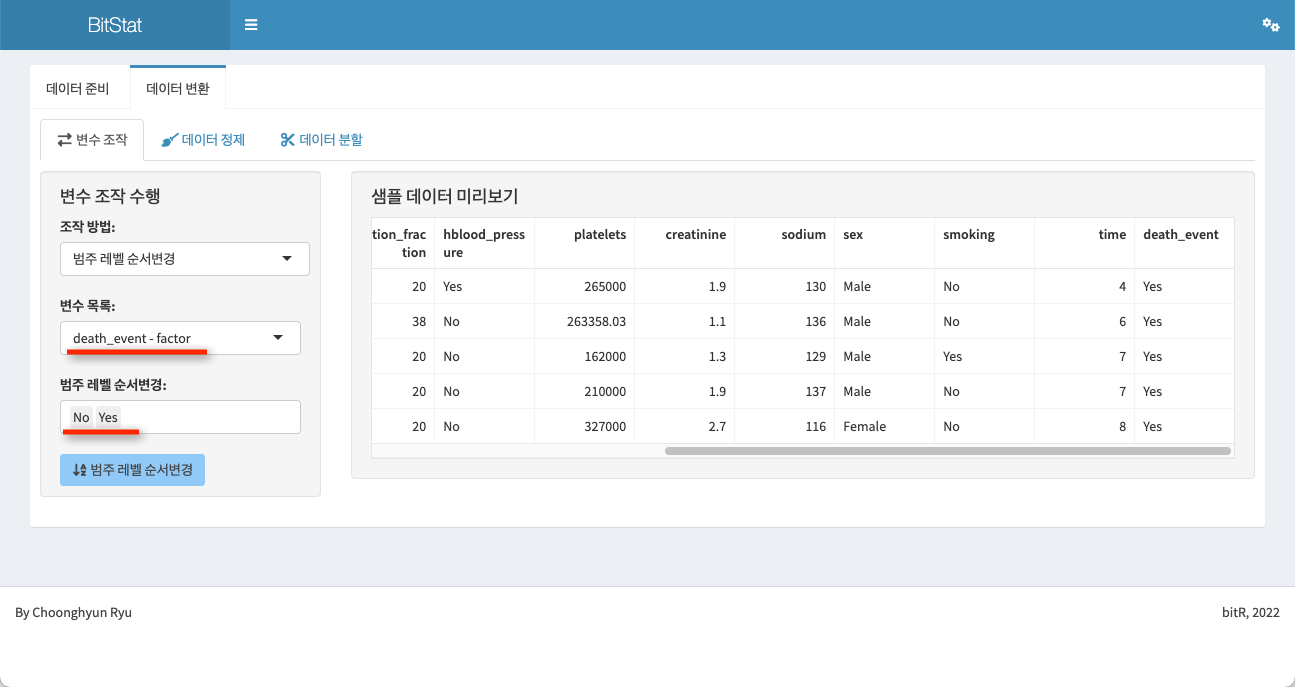 BitStat
데이터 준비 데이터 변환
변수 조작 데이터 정제 데이터 분할
변수 조작 수행
조작 방법:
범주 레벨 순서변경
변수 목록:
death_event - factor
범주 레벨 순서변경:
No Yes
범주 레벨 순서변경
샘플 데이터 미리보기
tion_frac hblood_press platelets creatinine sodium sex smoking time death_event
tion ure
20 Yes 265000 1.9 130 Male No 4 Yes
38 No 263358.03 1.1 136 Male No 6 Yes
20 No 162000 1.3 129 Male Yes 7 Yes
20 No 210000 1.9 137 Male No 7 Yes
20 No 327000 2.7 116 Female No 8 Yes
By Choonghyun Ryu bitR, 2022